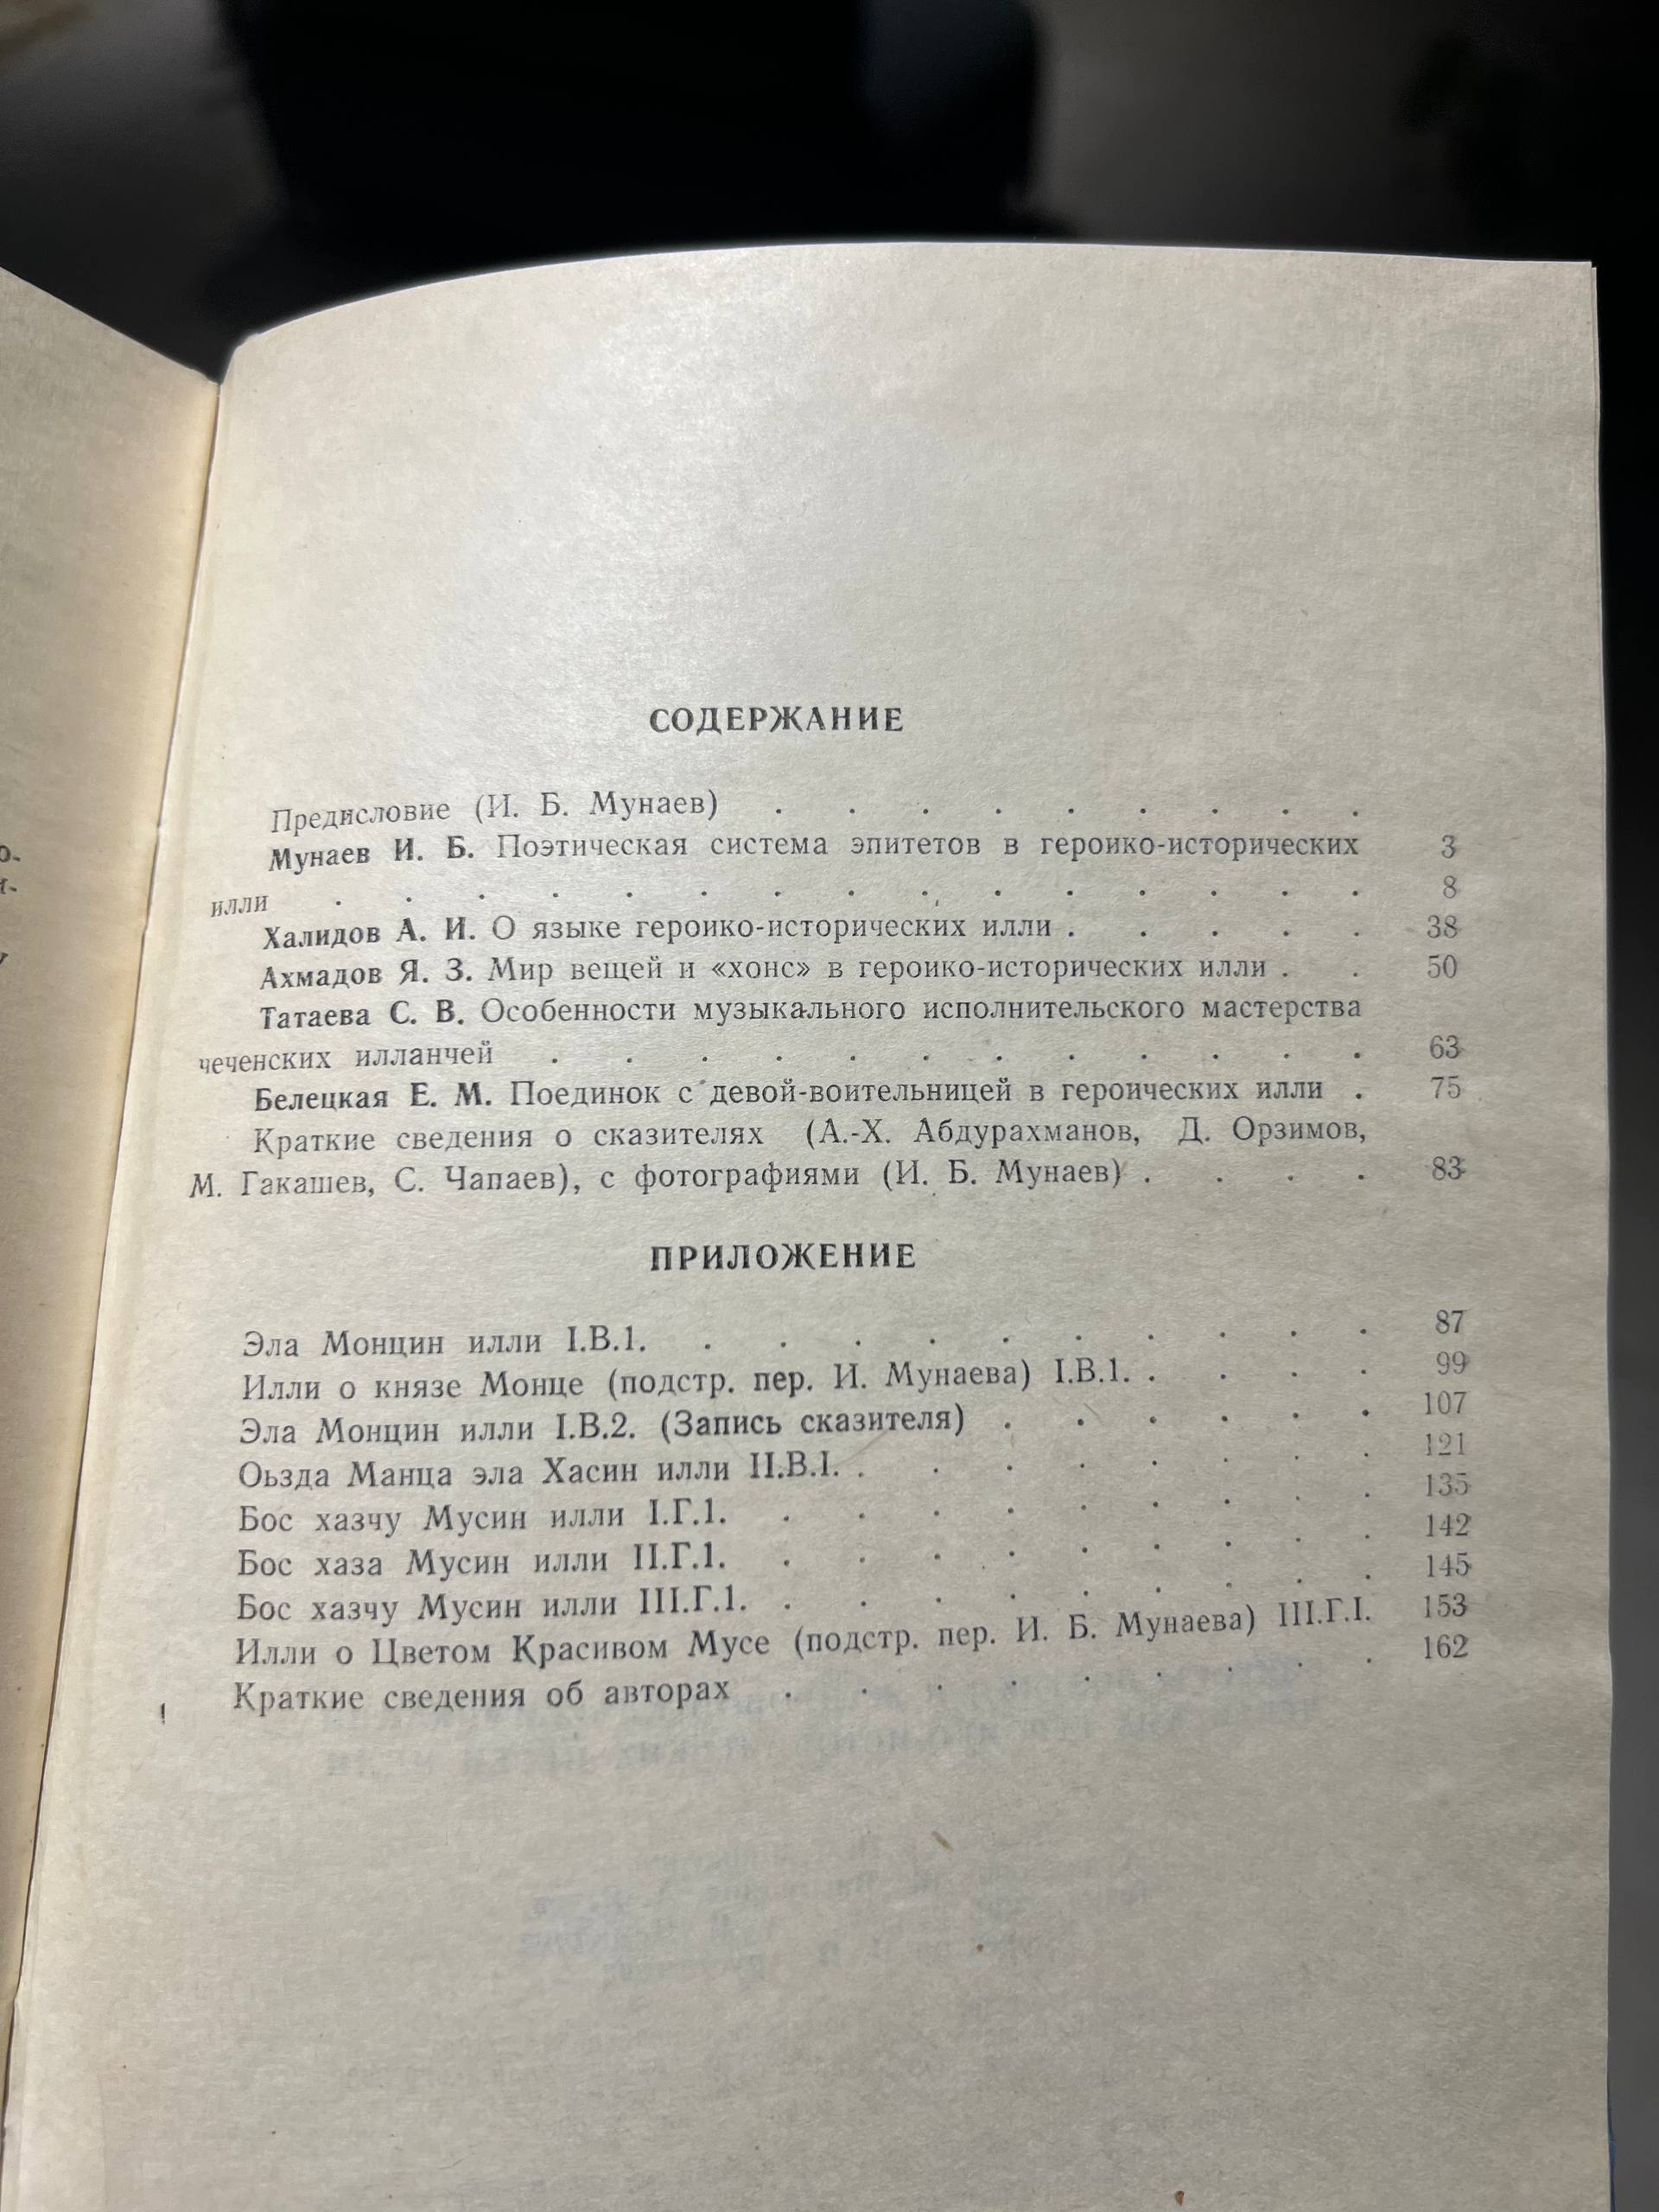 СОДЕРЖАНИЕ
Предисловие (И. Б. Мунаев) . . . . . . . . . 3
Мунаев И. Б. Поэтическая система эпитетов в героико-исторических
илли . . . . . . . . . . . . . . . 8
Халидов А. И. О языке героико-исторических илли . . . . . 38
Ахмадов Я. З. Мир вещей и «хонс» в героико-исторических илли . . 50
Татаева С. В. Особенности музыкального исполнительского мастерства
чеченских илланчей . . . . . . . . . . . . 63
Белецкая Е. М. Поединок с девой-воительницей в героических илли . 75
Краткие сведения о сказителях (А.-Х. Абдурахманов, Д. Орзимов,
М. Гакашев, С. Чапаев), с фотографиями (И. Б. Мунаев) . . . . 83
ПРИЛОЖЕНИЕ
Эла Монцин илли I.В.1. . . . . . . . . . . 87
Илли о князе Монце (подстр. пер. И. Мунаева) I.В.1. . . . . 99
Эла Монцин илли I.В.2. (Запись сказителя) . . . . . . 107
Оьзда Манца эла Хасин илли II.В.I. . . . . . . . . 121
Бос хазчу Мусин илли I.Г.1. . . . . . . . . . 135
Бос хаза Мусин илли II.Г.1. . . . . . . . . . 142
Бос хазчу Мусин илли III.Г.1. . . . . . . . . . 145
Илли о Цветом Красивом Мусе (подстр. пер. И. Б. Мунаева) III.Г.I. 153
Краткие сведения об авторах . . . . . . . . . 162